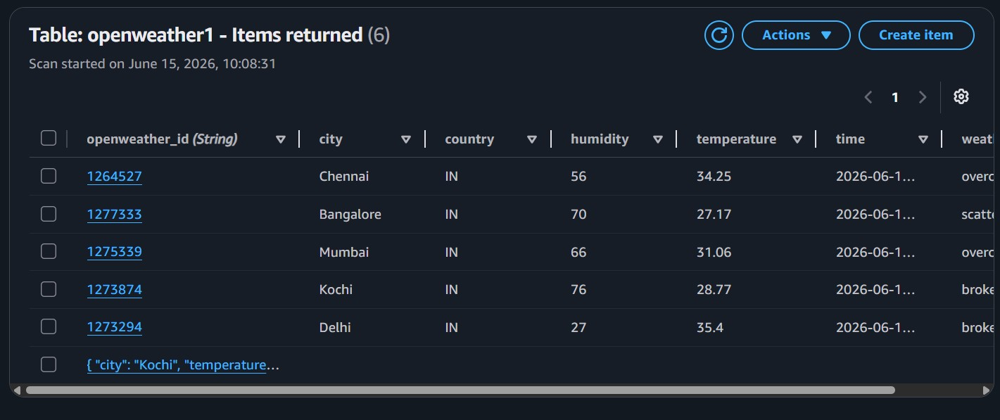 Table: openweather1 - Items returned (6)
Actions
Create item
Scan started on June 15, 2026, 10:08:31
1
openweather_id (String) city country humidity temperature time weat
1264527 Chennai IN 56 34.25 2026-06-1... overc
1277333 Bangalore IN 70 27.17 2026-06-1... scatte
1275339 Mumbai IN 66 31.06 2026-06-1... overc
1273874 Kochi IN 76 28.77 2026-06-1... broke
1273294 Delhi IN 27 35.4 2026-06-1... broke
{ "city": "Kochi", "temperature...